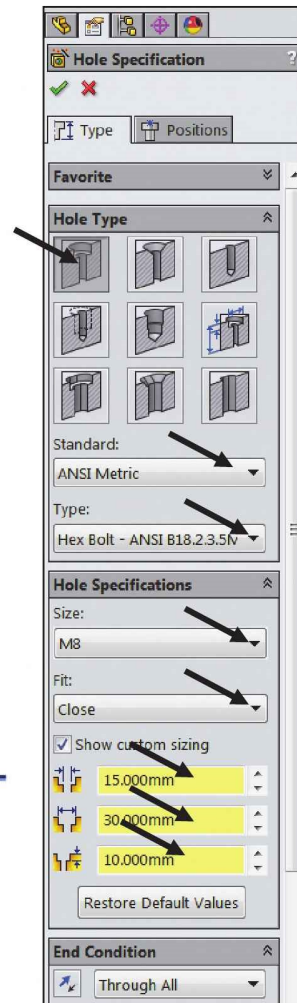 Hole Specification ?
Type Positions
Favorite
Hole Type
Standard:
ANSI Metric
Type:
Hex Bolt - ANSI B18.2.3.5M
Hole Specifications
Size:
M8
Fit:
Close
Show custom sizing
15.000mm
30.000mm
10.000mm
Restore Default Values
End Condition
Through All